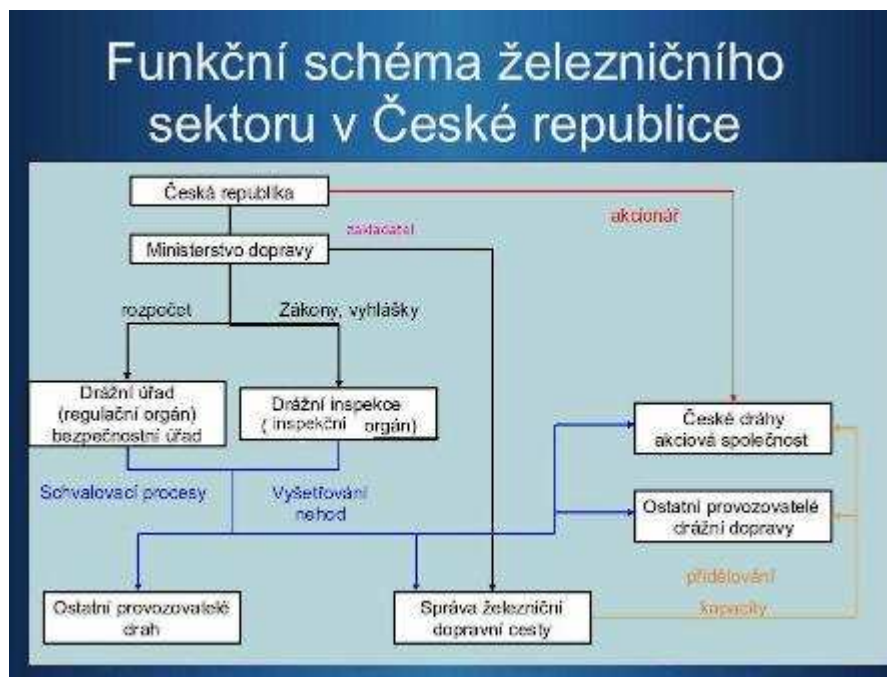 Funkční schéma železničního
sektoru v České republice
Česká republika
akcionář
zakladatel
Ministerstvo dopravy
rozpočet
Zákony, vyhlášky
Drážní úřad
(regulační orgán)
bezpečnostní úřad
Drážní inspekce
( inspekční orgán)
České dráhy
akciová společnost
Schvalovací procesy
Vyšetřování
nehod
Ostatní provozovatelé
drážní dopravy
přidělování
kapacity
Ostatní provozovatelé
drah
Správa železniční
dopravní cesty